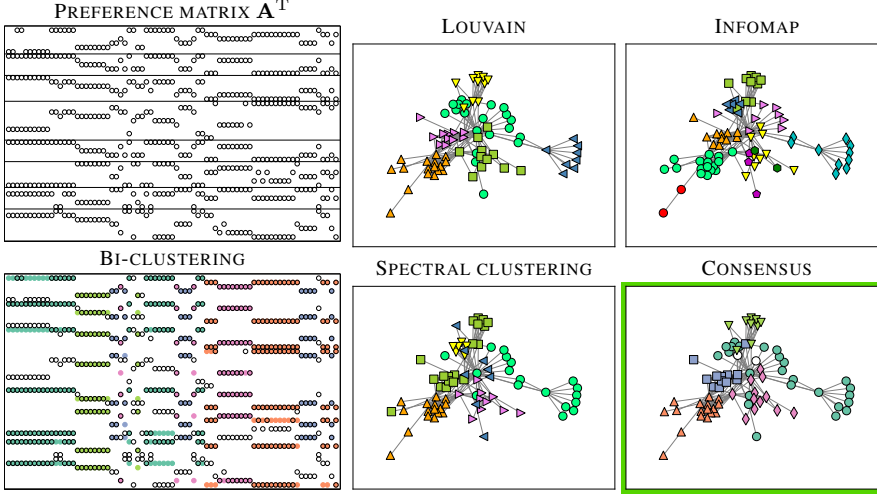 PREFERENCE MATRIX A^T
LOUVAIN
INFOMAP
BI-CLUSTERING
SPECTRAL CLUSTERING
CONSENSUS